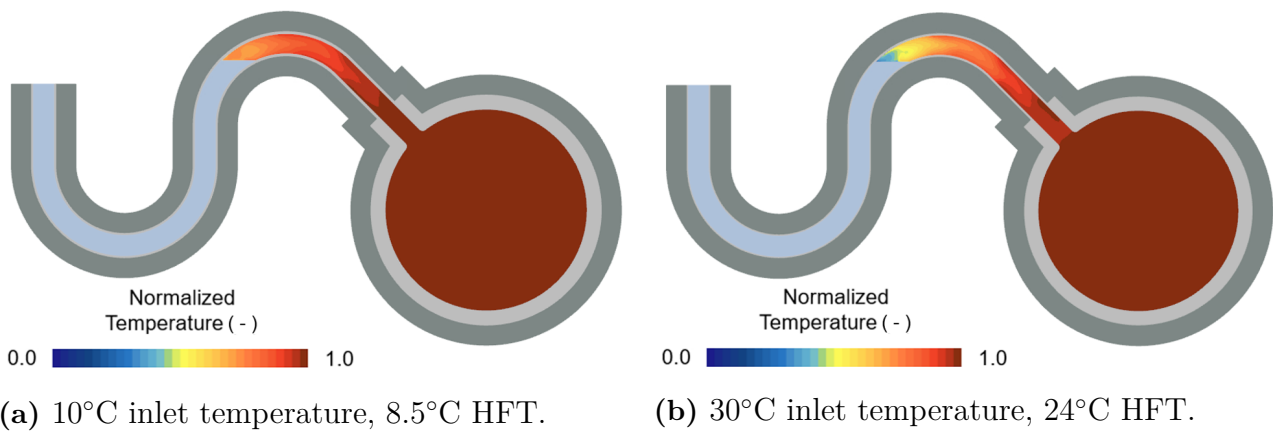 Normalized
Temperature ( - )
0.0 1.0
(a) 10°C inlet temperature, 8.5°C HFT.
Normalized
Temperature ( - )
0.0 1.0
(b) 30°C inlet temperature, 24°C HFT.